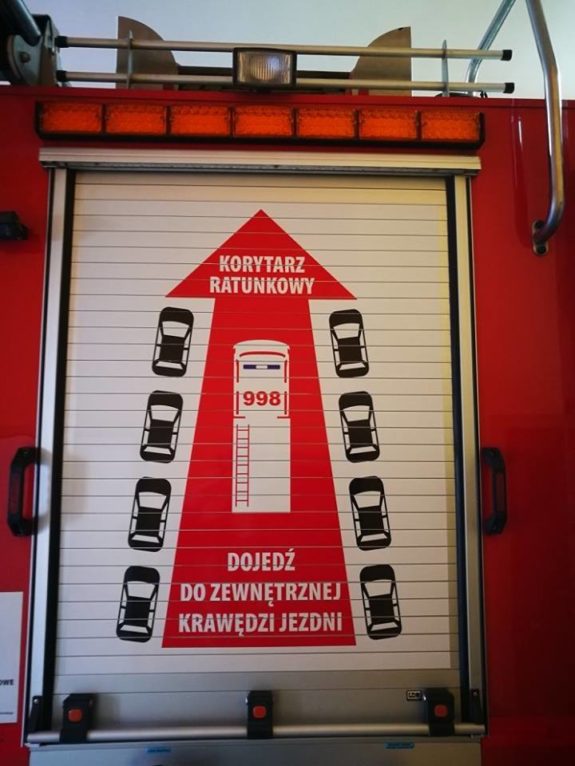 KORYTARZ
RATUNKOWY
998
DOJEDŹ
DO ZEWNĘTRZNEJ
KRAWĘDZI JEZDNI